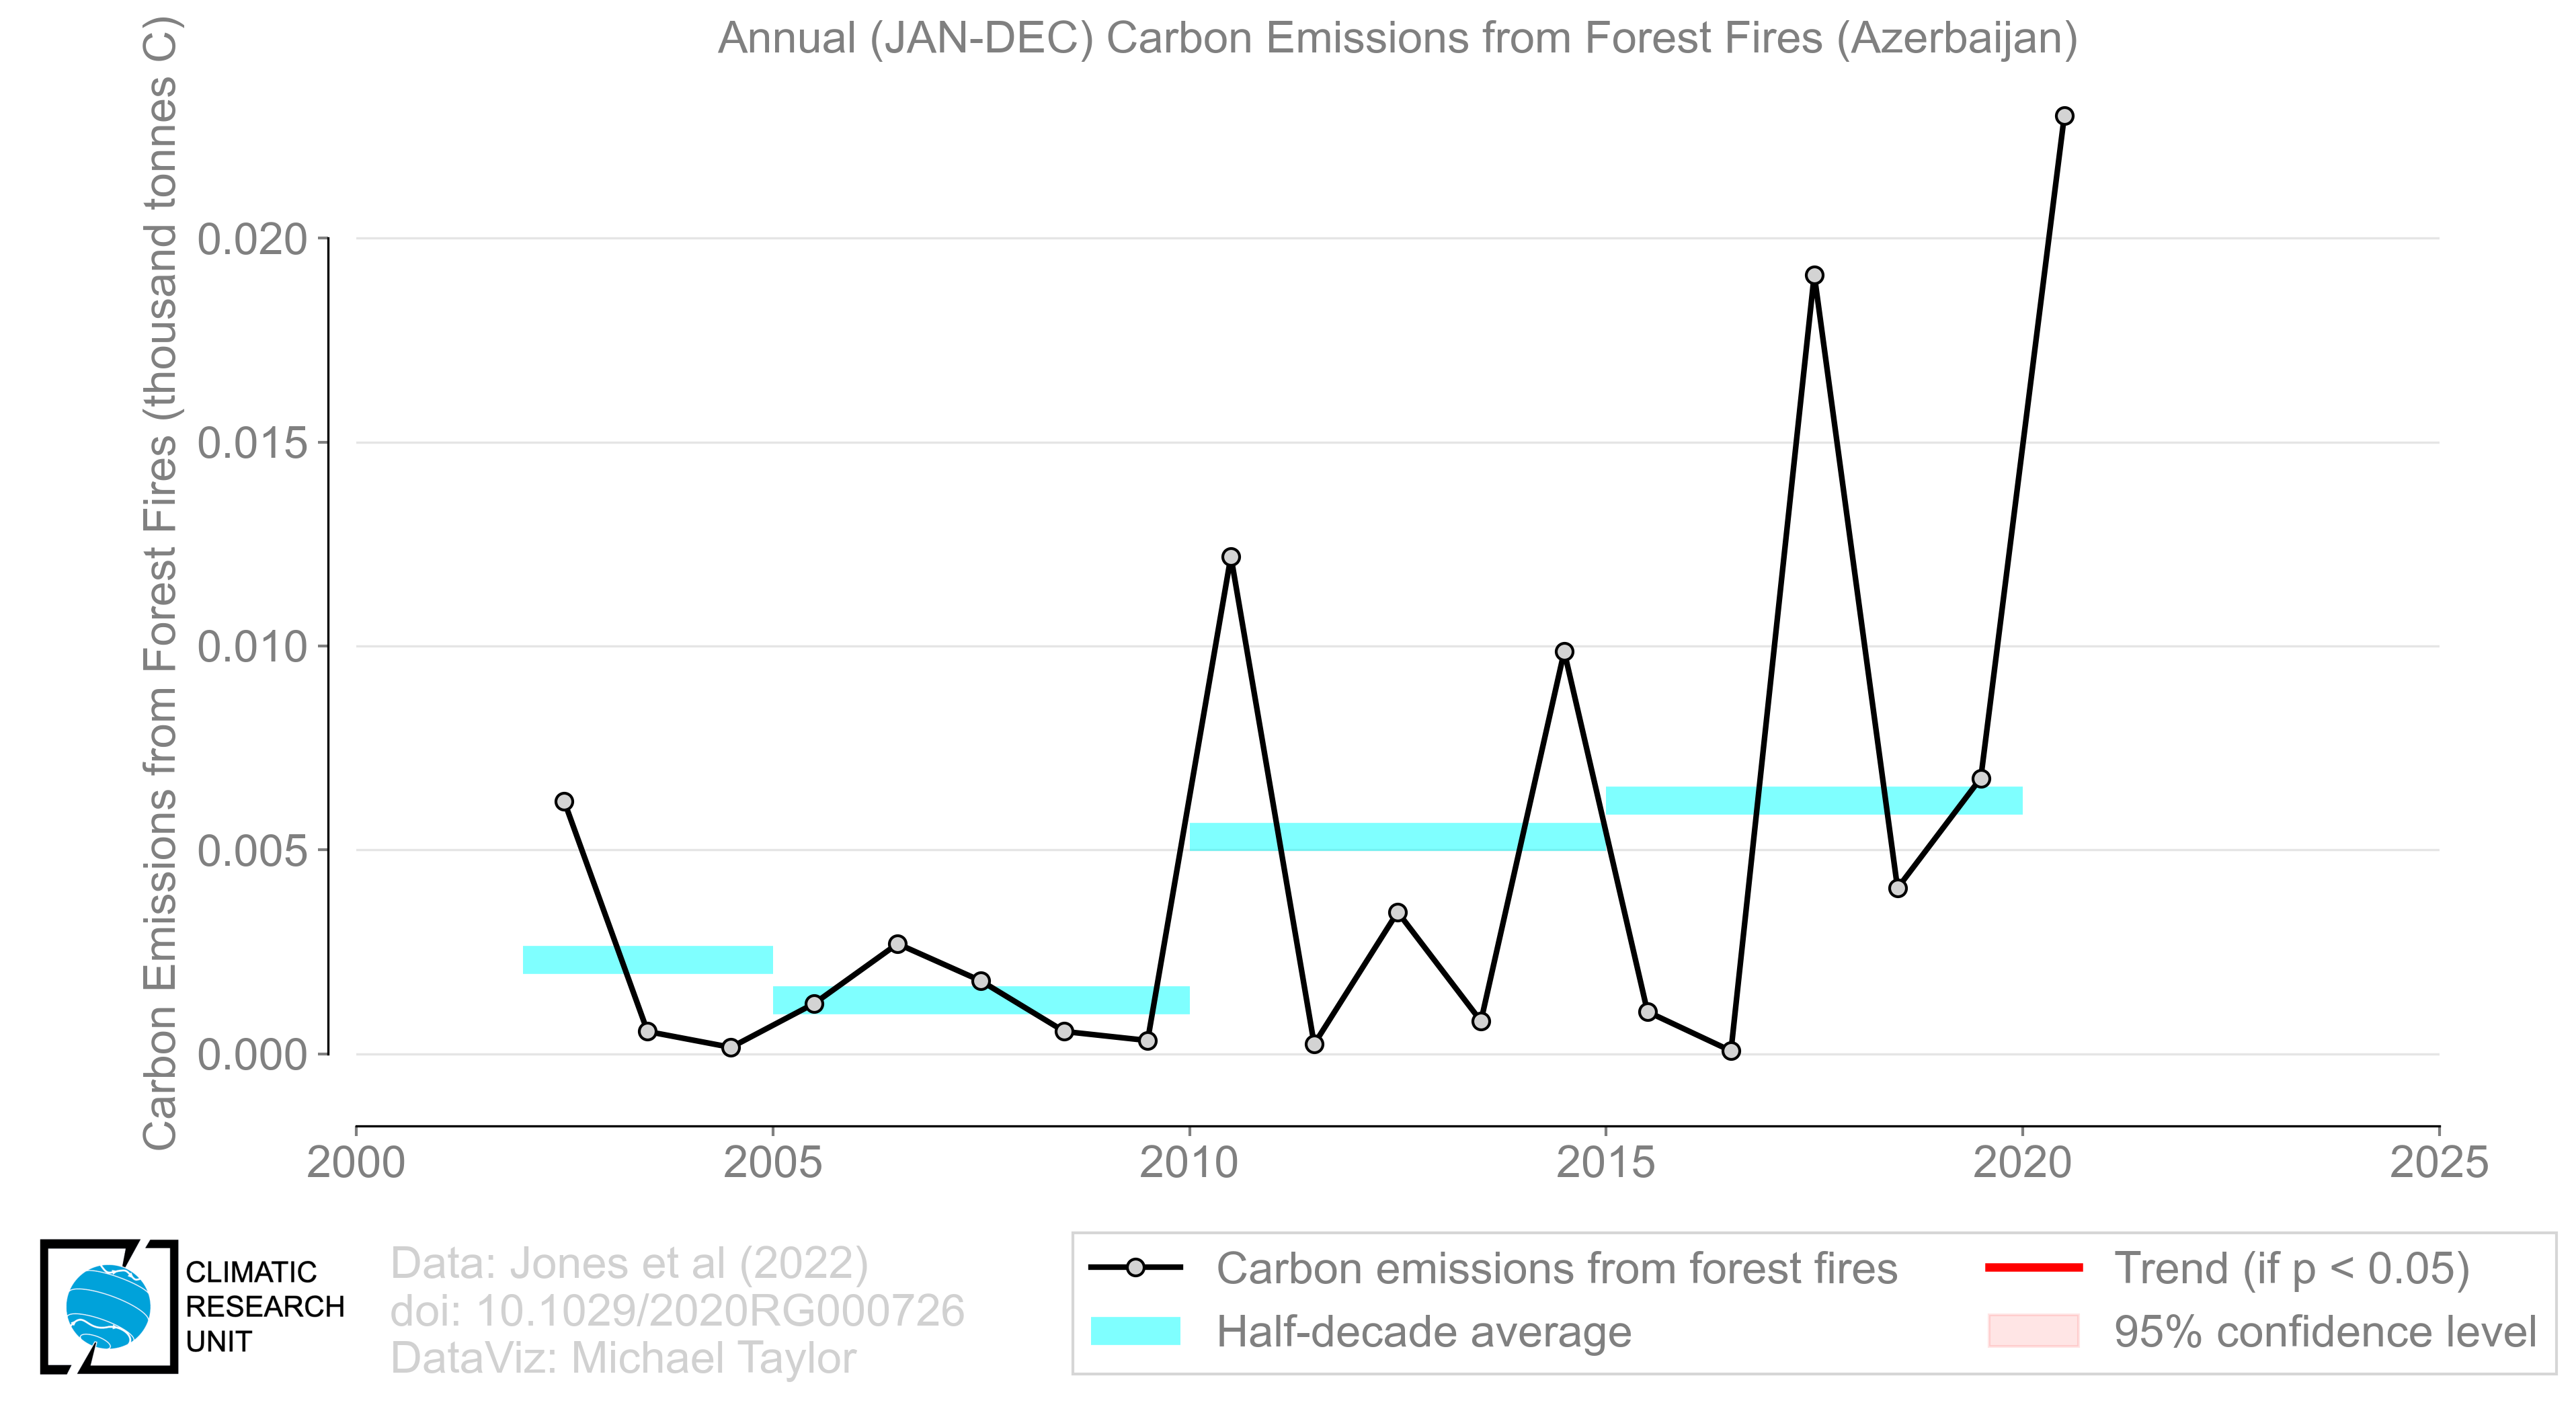 Annual (JAN-DEC) Carbon Emissions from Forest Fires (Azerbaijan)
Carbon Emissions from Forest Fires (thousand tonnes C)
0.020
0.015
0.010
0.005
0.000
2000 2005 2010 2015 2020 2025
CLIMATIC
RESEARCH
UNIT
Data: Jones et al (2022)
doi: 10.1029/2020RG000726
DataViz: Michael Taylor
Carbon emissions from forest fires
Half-decade average
Trend (if p < 0.05)
95% confidence level